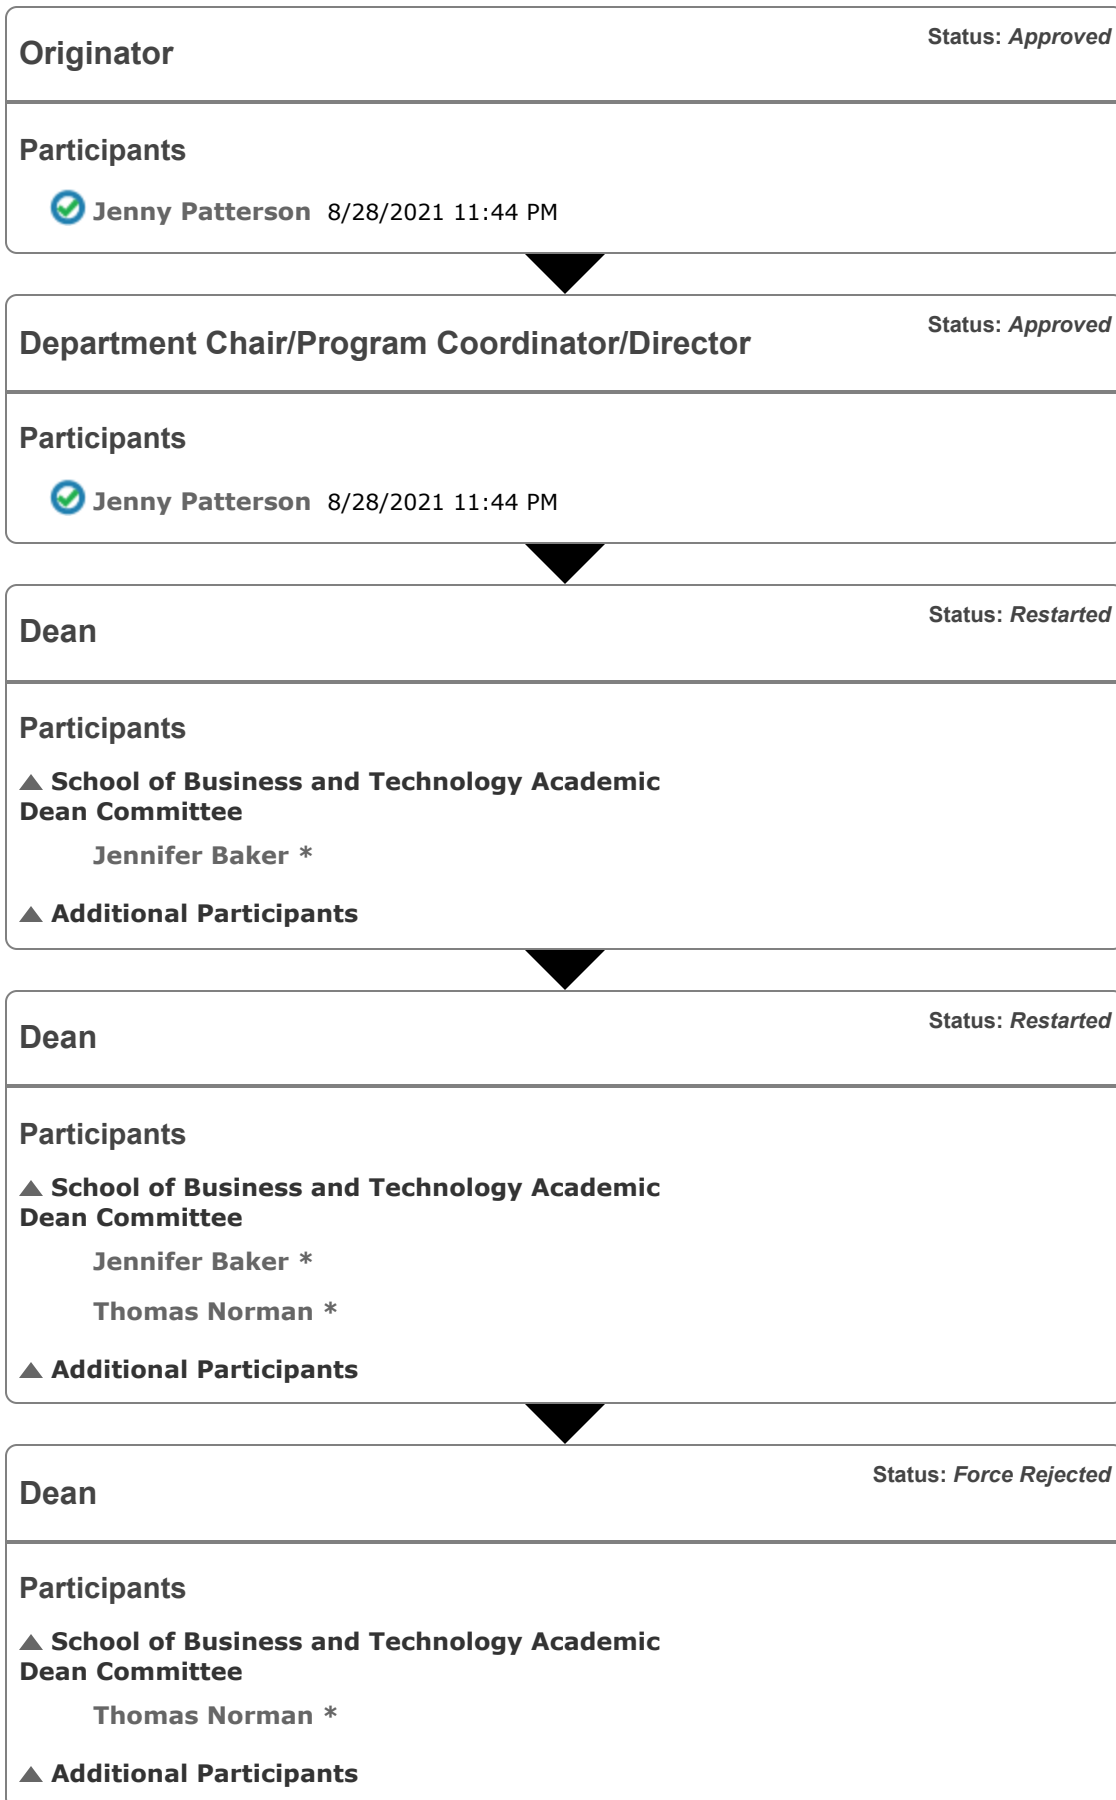 Originator
Status: Approved
Participants
Jenny Patterson 8/28/2021 11:44 PM
Department Chair/Program Coordinator/Director
Status: Approved
Participants
Jenny Patterson 8/28/2021 11:44 PM
Dean
Status: Restarted
Participants
School of Business and Technology Academic
Dean Committee
Jennifer Baker *
Additional Participants
Dean
Status: Restarted
Participants
School of Business and Technology Academic
Dean Committee
Jennifer Baker *
Thomas Norman *
Additional Participants
Dean
Status: Force Rejected
Participants
School of Business and Technology Academic
Dean Committee
Thomas Norman *
Additional Participants